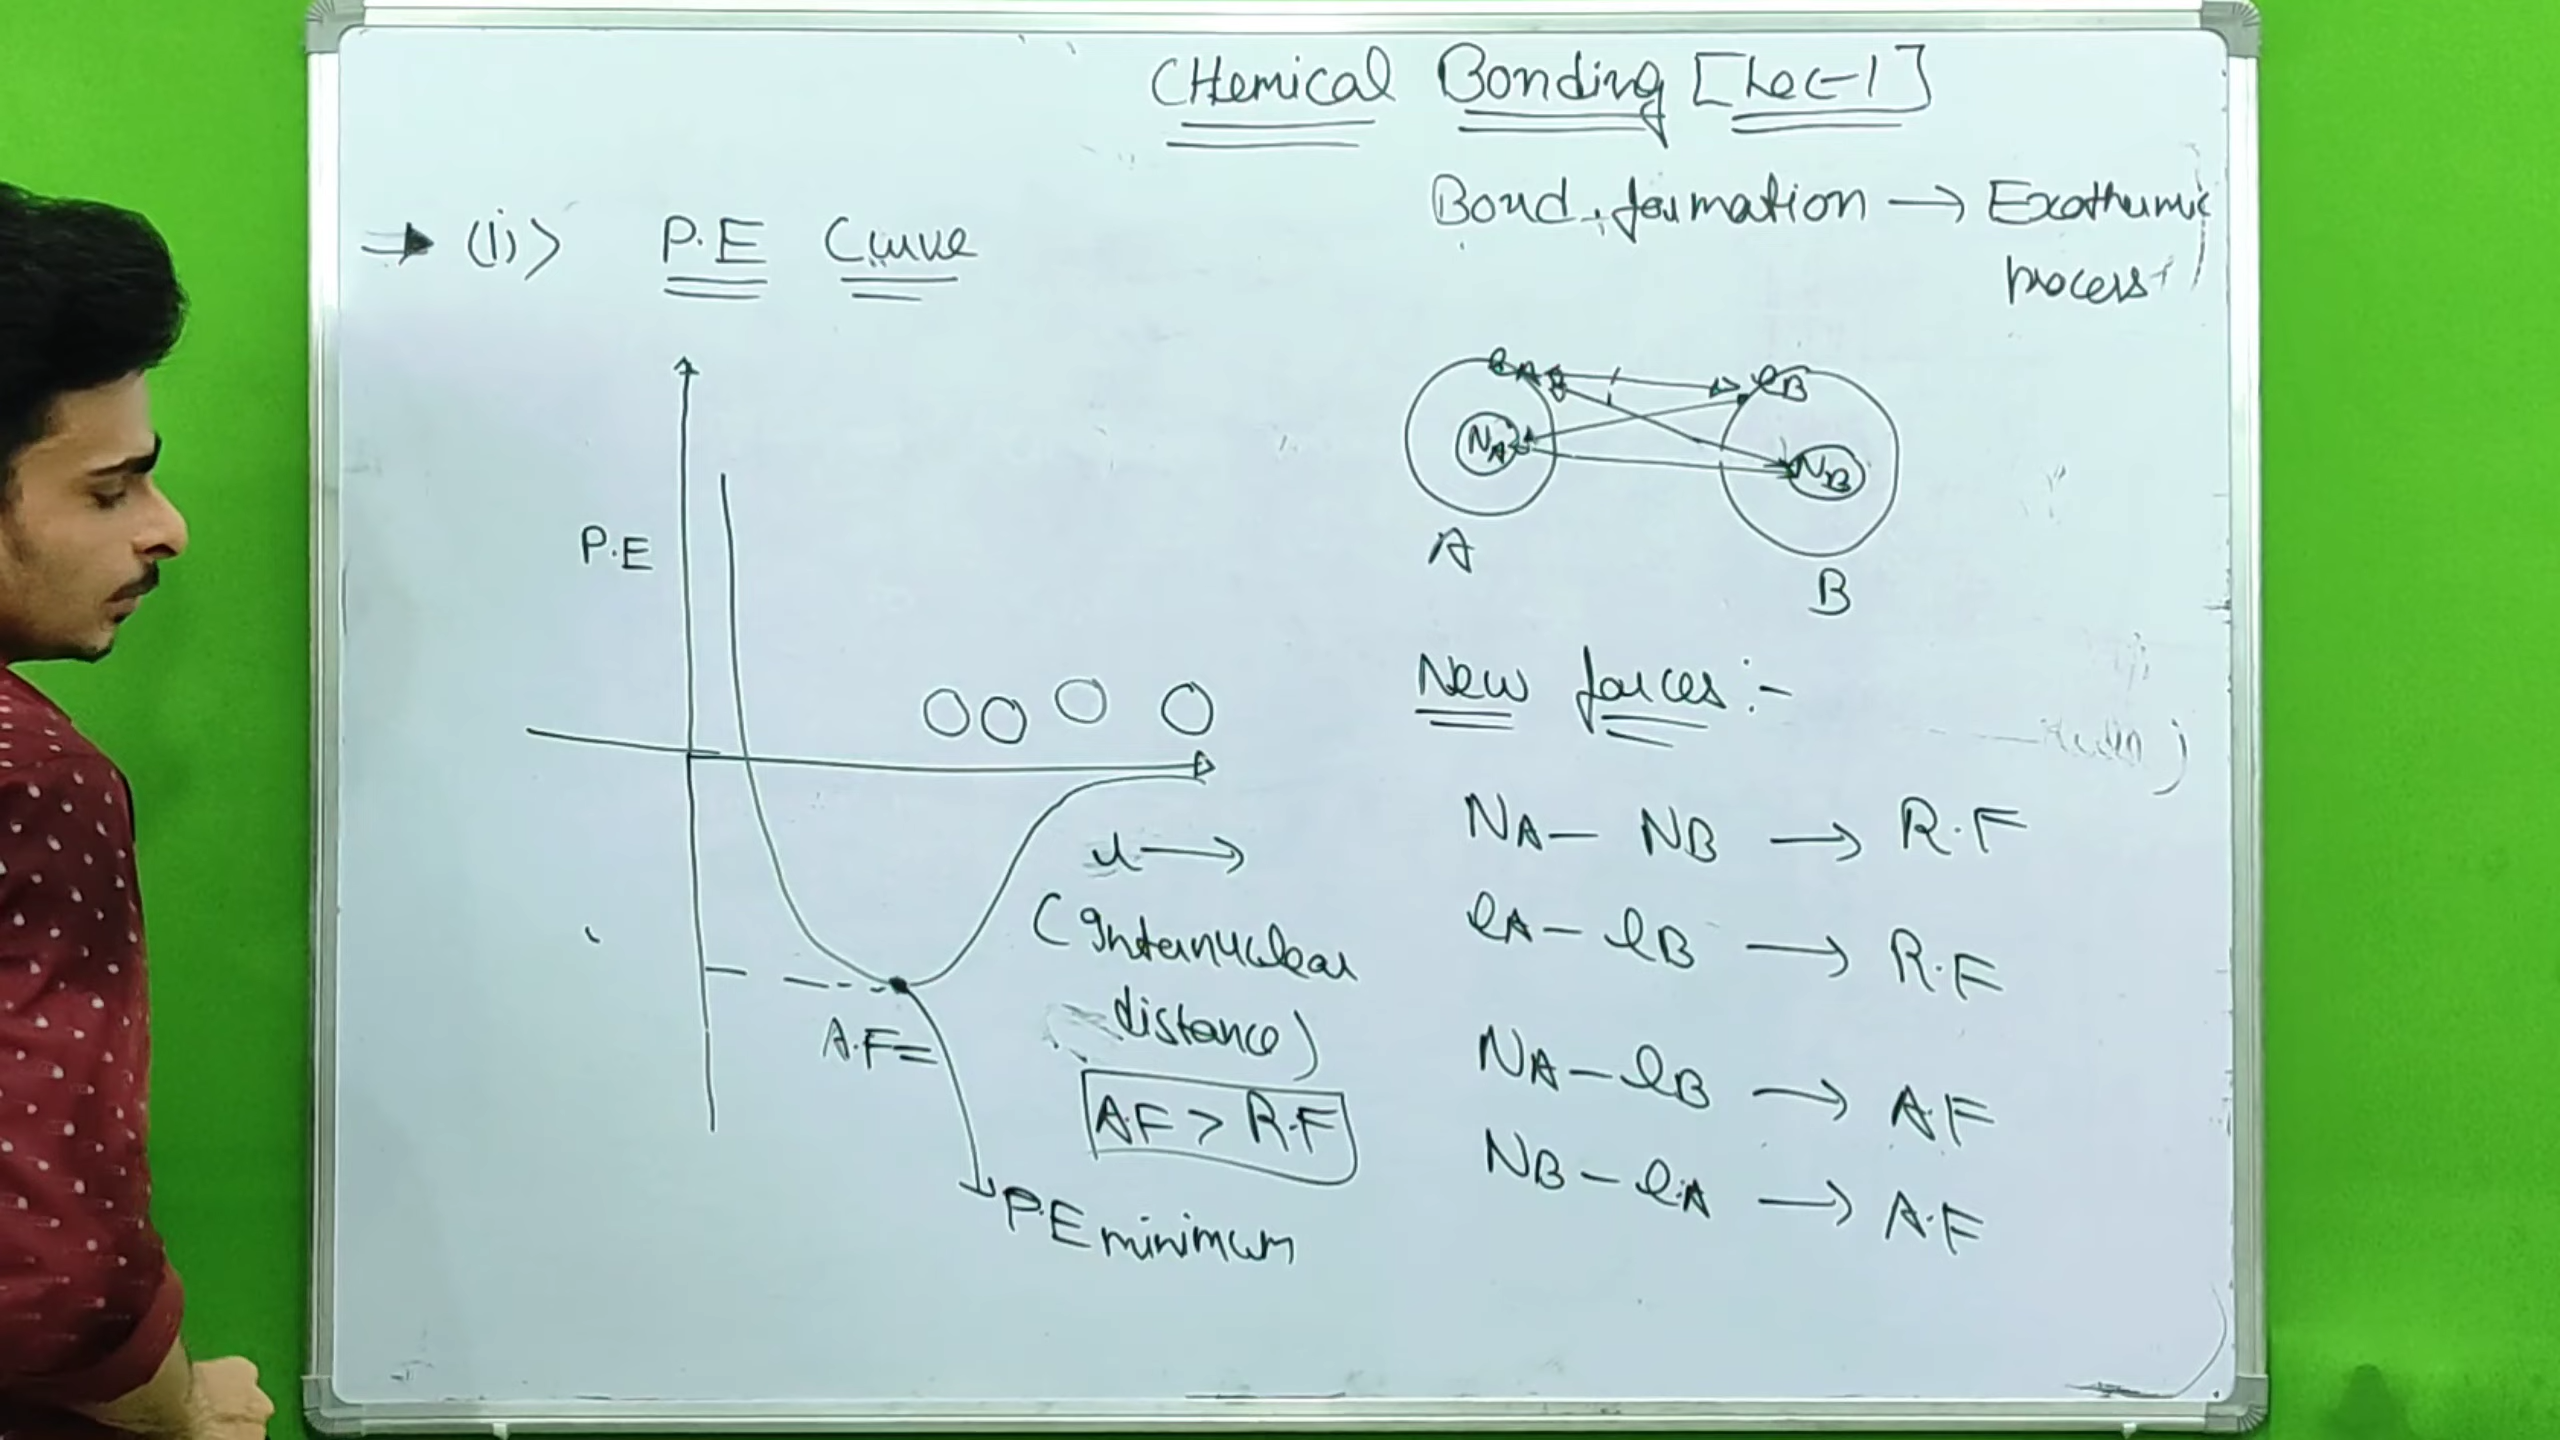 CHemical Bonding [Lec-1]
Bond formation → Exothermic
process
→ (i)> P.E Curve
P.E
r →
(Internuclear
distance)
A.F =
A.F > R.F
P.E minimum
eA eB
NA NB
A
B
New forces :-
NA - NB → R.F
eA - eB → R.F
NA - eB → A.F
NB - eA → A.F